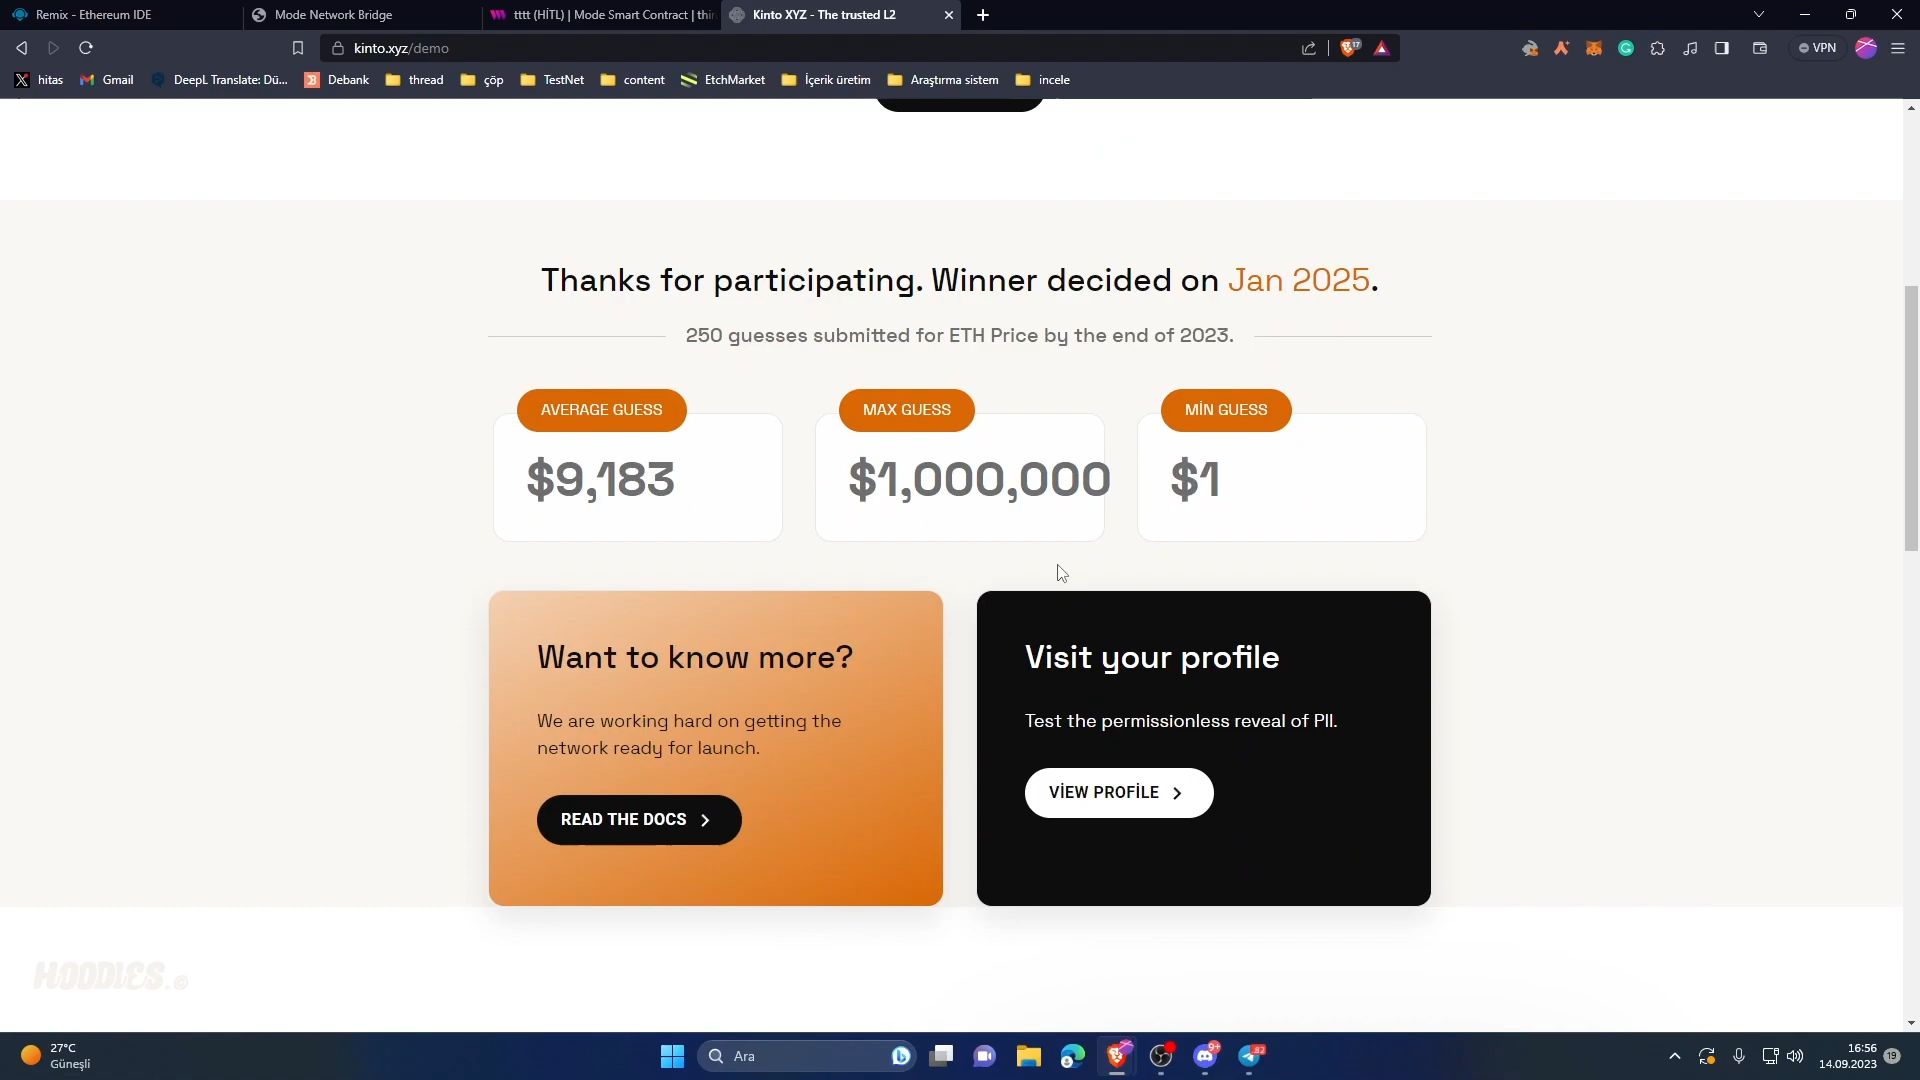 Remix - Ethereum IDE
Mode Network Bridge
tttt (HİTL) | Mode Smart Contract | thir
Kinto XYZ - The trusted L2
kinto.xyz/demo
17
VPN
hitas
Gmail
DeepL Translate: Dü...
Debank
thread
çöp
TestNet
content
EtchMarket
İçerik üretim
Araştırma sistem
incele
Thanks for participating. Winner decided on Jan 2025.
250 guesses submitted for ETH Price by the end of 2023.
AVERAGE GUESS
MAX GUESS
MİN GUESS
$9,183
$1,000,000
$1
Want to know more?
Visit your profile
We are working hard on getting the
network ready for launch.
Test the permissionless reveal of PII.
READ THE DOCS
VİEW PROFİLE
HOODIES.
27°C
Güneşli
Ara
9+
82
16:56
14.09.2023
19